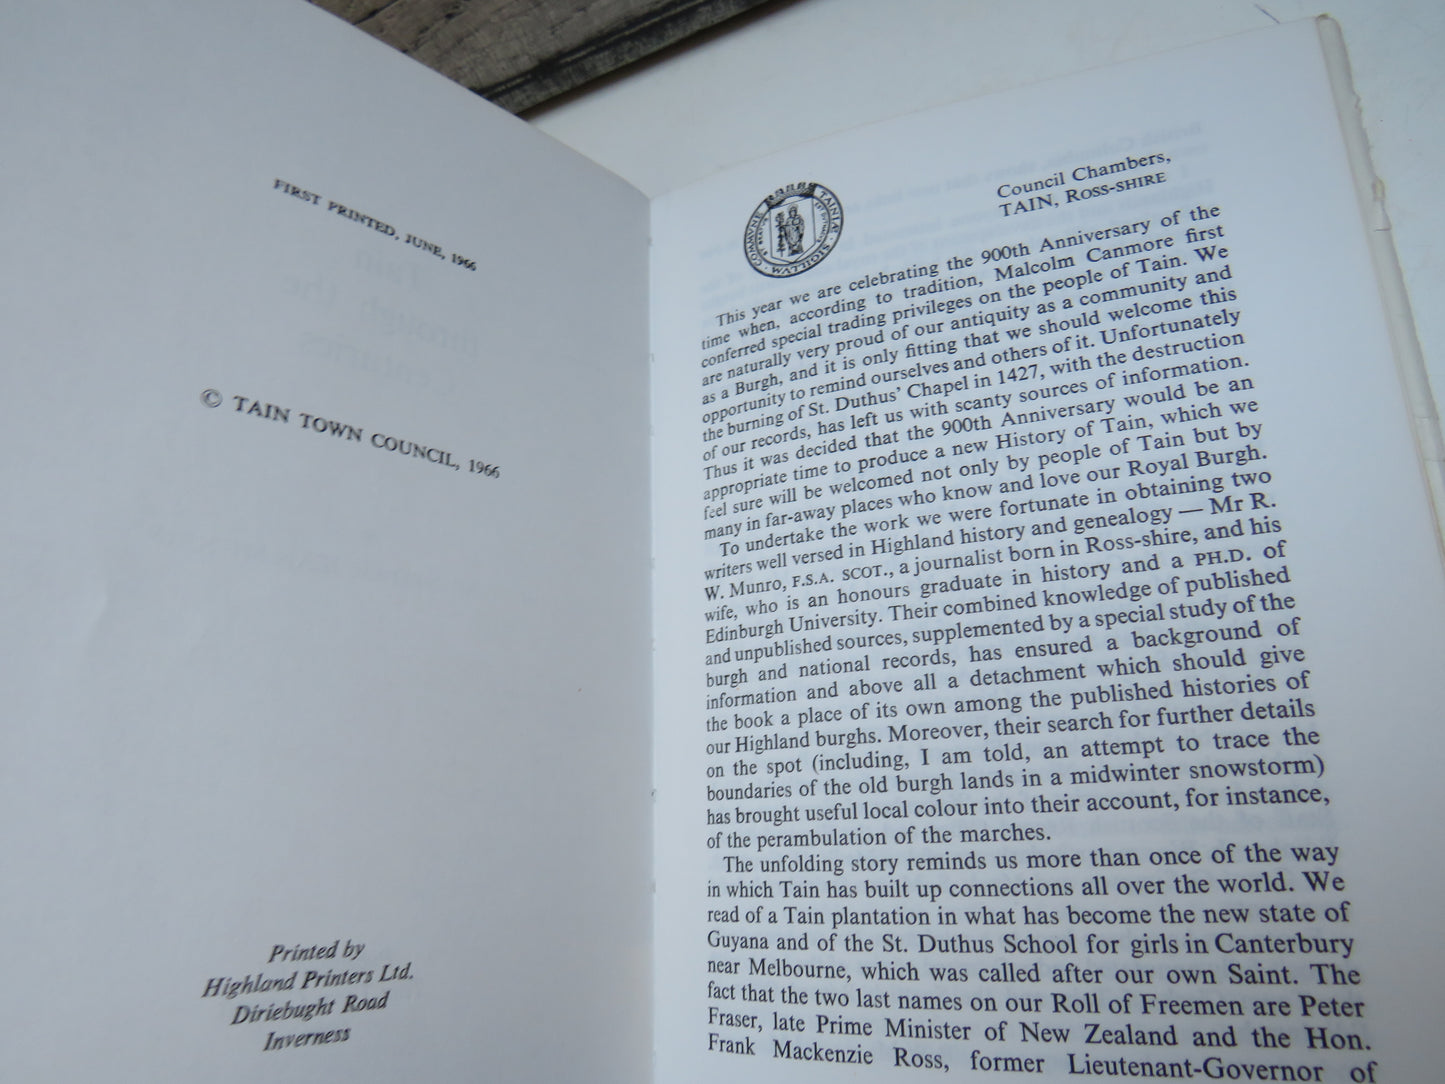 FIRST PRINTED, JUNE, 1966
© TAIN TOWN COUNCIL, 1966
Printed by
Highland Printers Ltd.
Diriebught Road
Inverness
COMMVNE TAINIÆ SIGILLVM
Council Chambers,
TAIN, ROSS-SHIRE
This year we are celebrating the 900th Anniversary of the
time when, according to tradition, Malcolm Canmore first
conferred special trading privileges on the people of Tain. We
are naturally very proud of our antiquity as a community and
as a Burgh, and it is only fitting that we should welcome this
opportunity to remind ourselves and others of it. Unfortunately
the burning of St. Duthus' Chapel in 1427, with the destruction
of our records, has left us with scanty sources of information.
Thus it was decided that the 900th Anniversary would be an
appropriate time to produce a new History of Tain, which we
feel sure will be welcomed not only by people of Tain but by
many in far-away places who know and love our Royal Burgh.
To undertake the work we were fortunate in obtaining two
writers well versed in Highland history and genealogy — Mr R.
W. Munro, F.S.A. SCOT., a journalist born in Ross-shire, and his
wife, who is an honours graduate in history and a PH.D. of
Edinburgh University. Their combined knowledge of published
and unpublished sources, supplemented by a special study of the
burgh and national records, has ensured a background of
information and above all a detachment which should give
the book a place of its own among the published histories of
our Highland burghs. Moreover, their search for further details
on the spot (including, I am told, an attempt to trace the
boundaries of the old burgh lands in a midwinter snowstorm)
has brought useful local colour into their account, for instance,
of the perambulation of the marches.
The unfolding story reminds us more than once of the way
in which Tain has built up connections all over the world. We
read of a Tain plantation in what has become the new state of
Guyana and of the St. Duthus School for girls in Canterbury
near Melbourne, which was called after our own Saint. The
fact that the two last names on our Roll of Freemen are Peter
Fraser, late Prime Minister of New Zealand and the Hon.
Frank Mackenzie Ross, former Lieutenant-Governor of